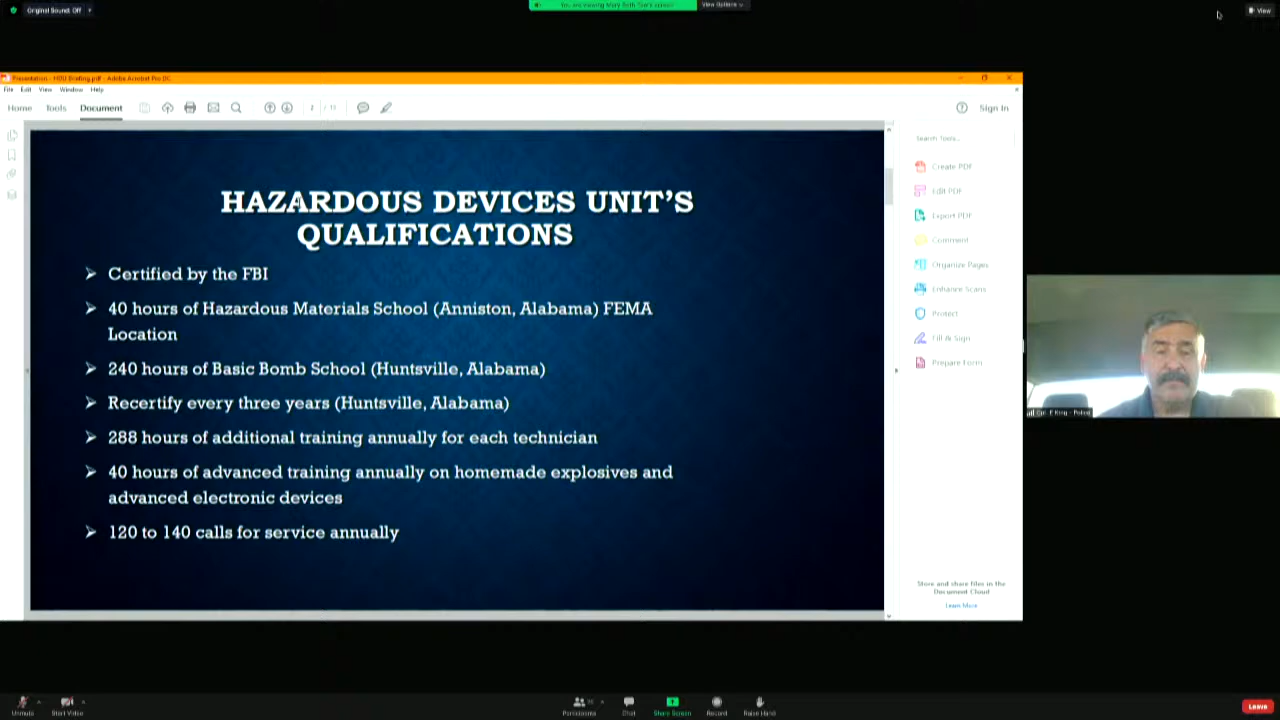 Original Sound: Off
View Options
View
Presentation - HDU Briefing.pdf - Adobe Acrobat Pro DC
File Edit View Window Help
Home Tools Document
2 / 13
Sign In
Search Tools...
HAZARDOUS DEVICES UNIT'S
QUALIFICATIONS
➢ Certified by the FBI
➢ 40 hours of Hazardous Materials School (Anniston, Alabama) FEMA
Location
➢ 240 hours of Basic Bomb School (Huntsville, Alabama)
➢ Recertify every three years (Huntsville, Alabama)
➢ 288 hours of additional training annually for each technician
➢ 40 hours of advanced training annually on homemade explosives and
advanced electronic devices
➢ 120 to 140 calls for service annually
Create PDF
Edit PDF
Export PDF
Comment
Organize Pages
Enhance Scans
Protect
Fill & Sign
Prepare Form
Store and share files in the
Document Cloud
Learn More
Unmute
Start Video
Participants
Chat
Share Screen
Record
Raise Hand
Leave